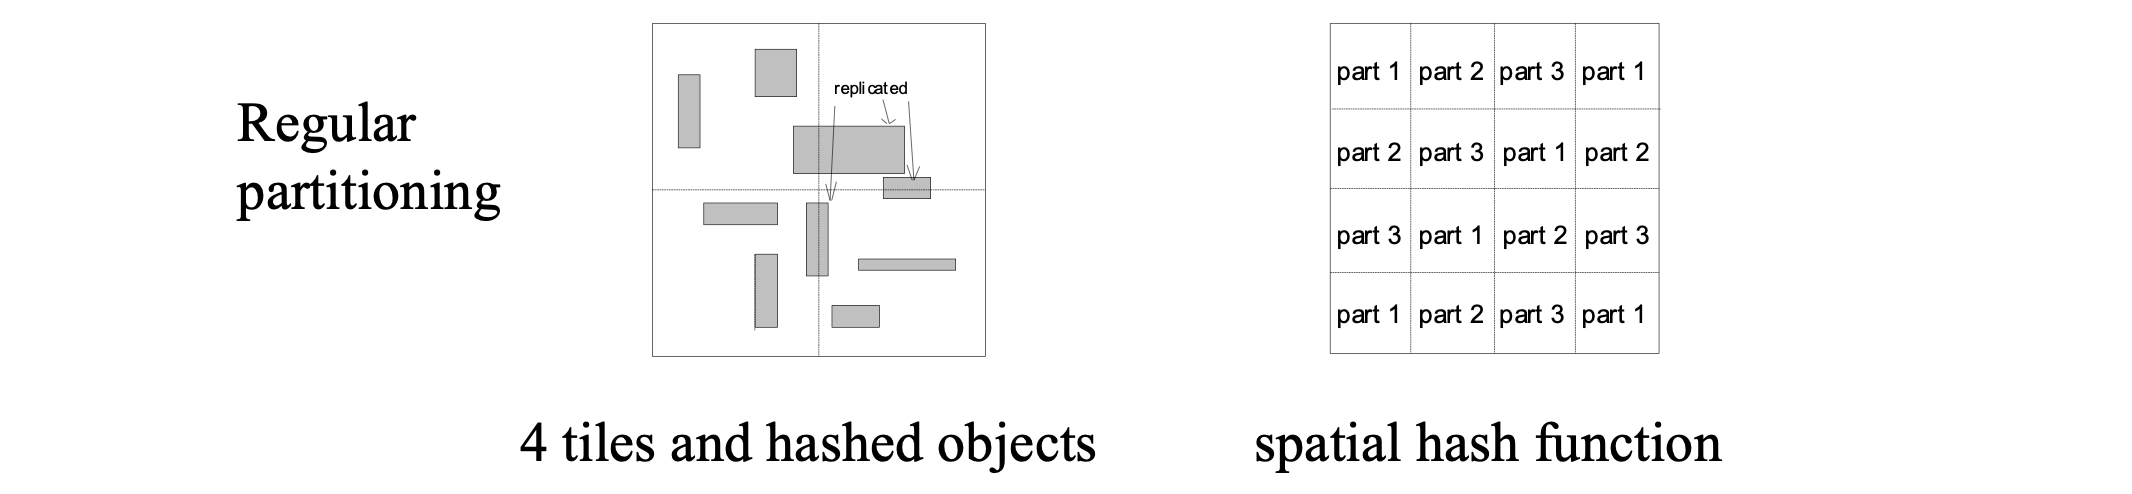 Regular
partitioning
replicated
4 tiles and hashed objects
part 1 part 2 part 3 part 1
part 2 part 3 part 1 part 2
part 3 part 1 part 2 part 3
part 1 part 2 part 3 part 1
spatial hash function